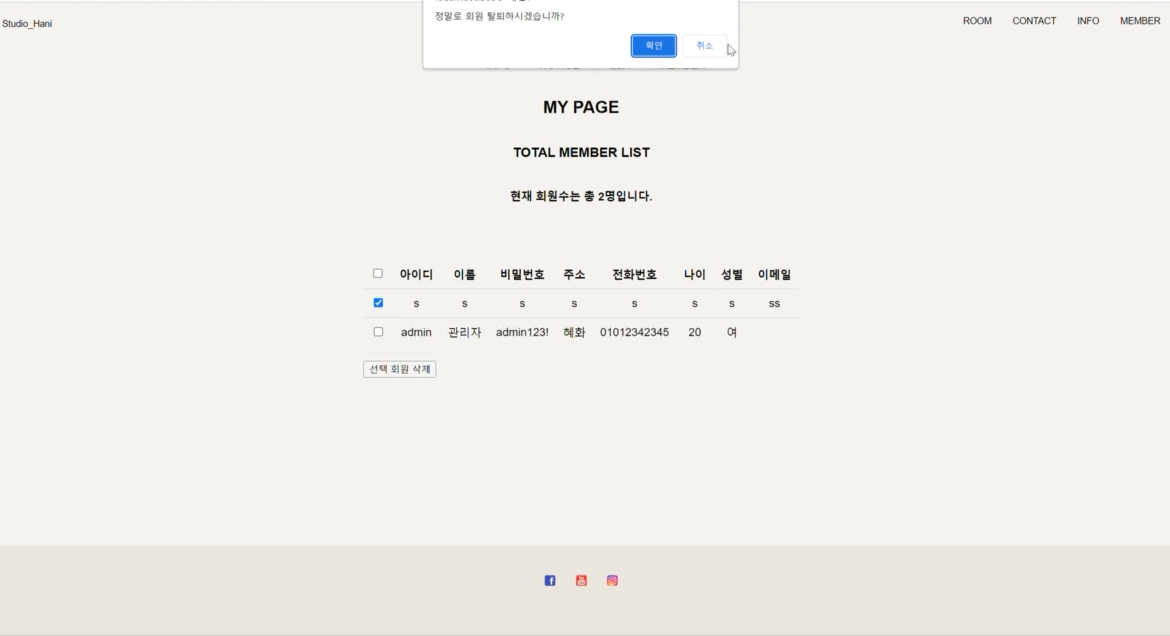 정말로 회원 탈퇴하시겠습니까?
확인 취소
Studio_Hani ROOM CONTACT INFO MEMBER
MY PAGE
TOTAL MEMBER LIST
현재 회원수는 총 2명입니다.
아이디 이름 비밀번호 주소 전화번호 나이 성별 이메일
s s s s s s s ss
admin 관리자 admin123! 혜화 01012342345 20 여
선택 회원 삭제